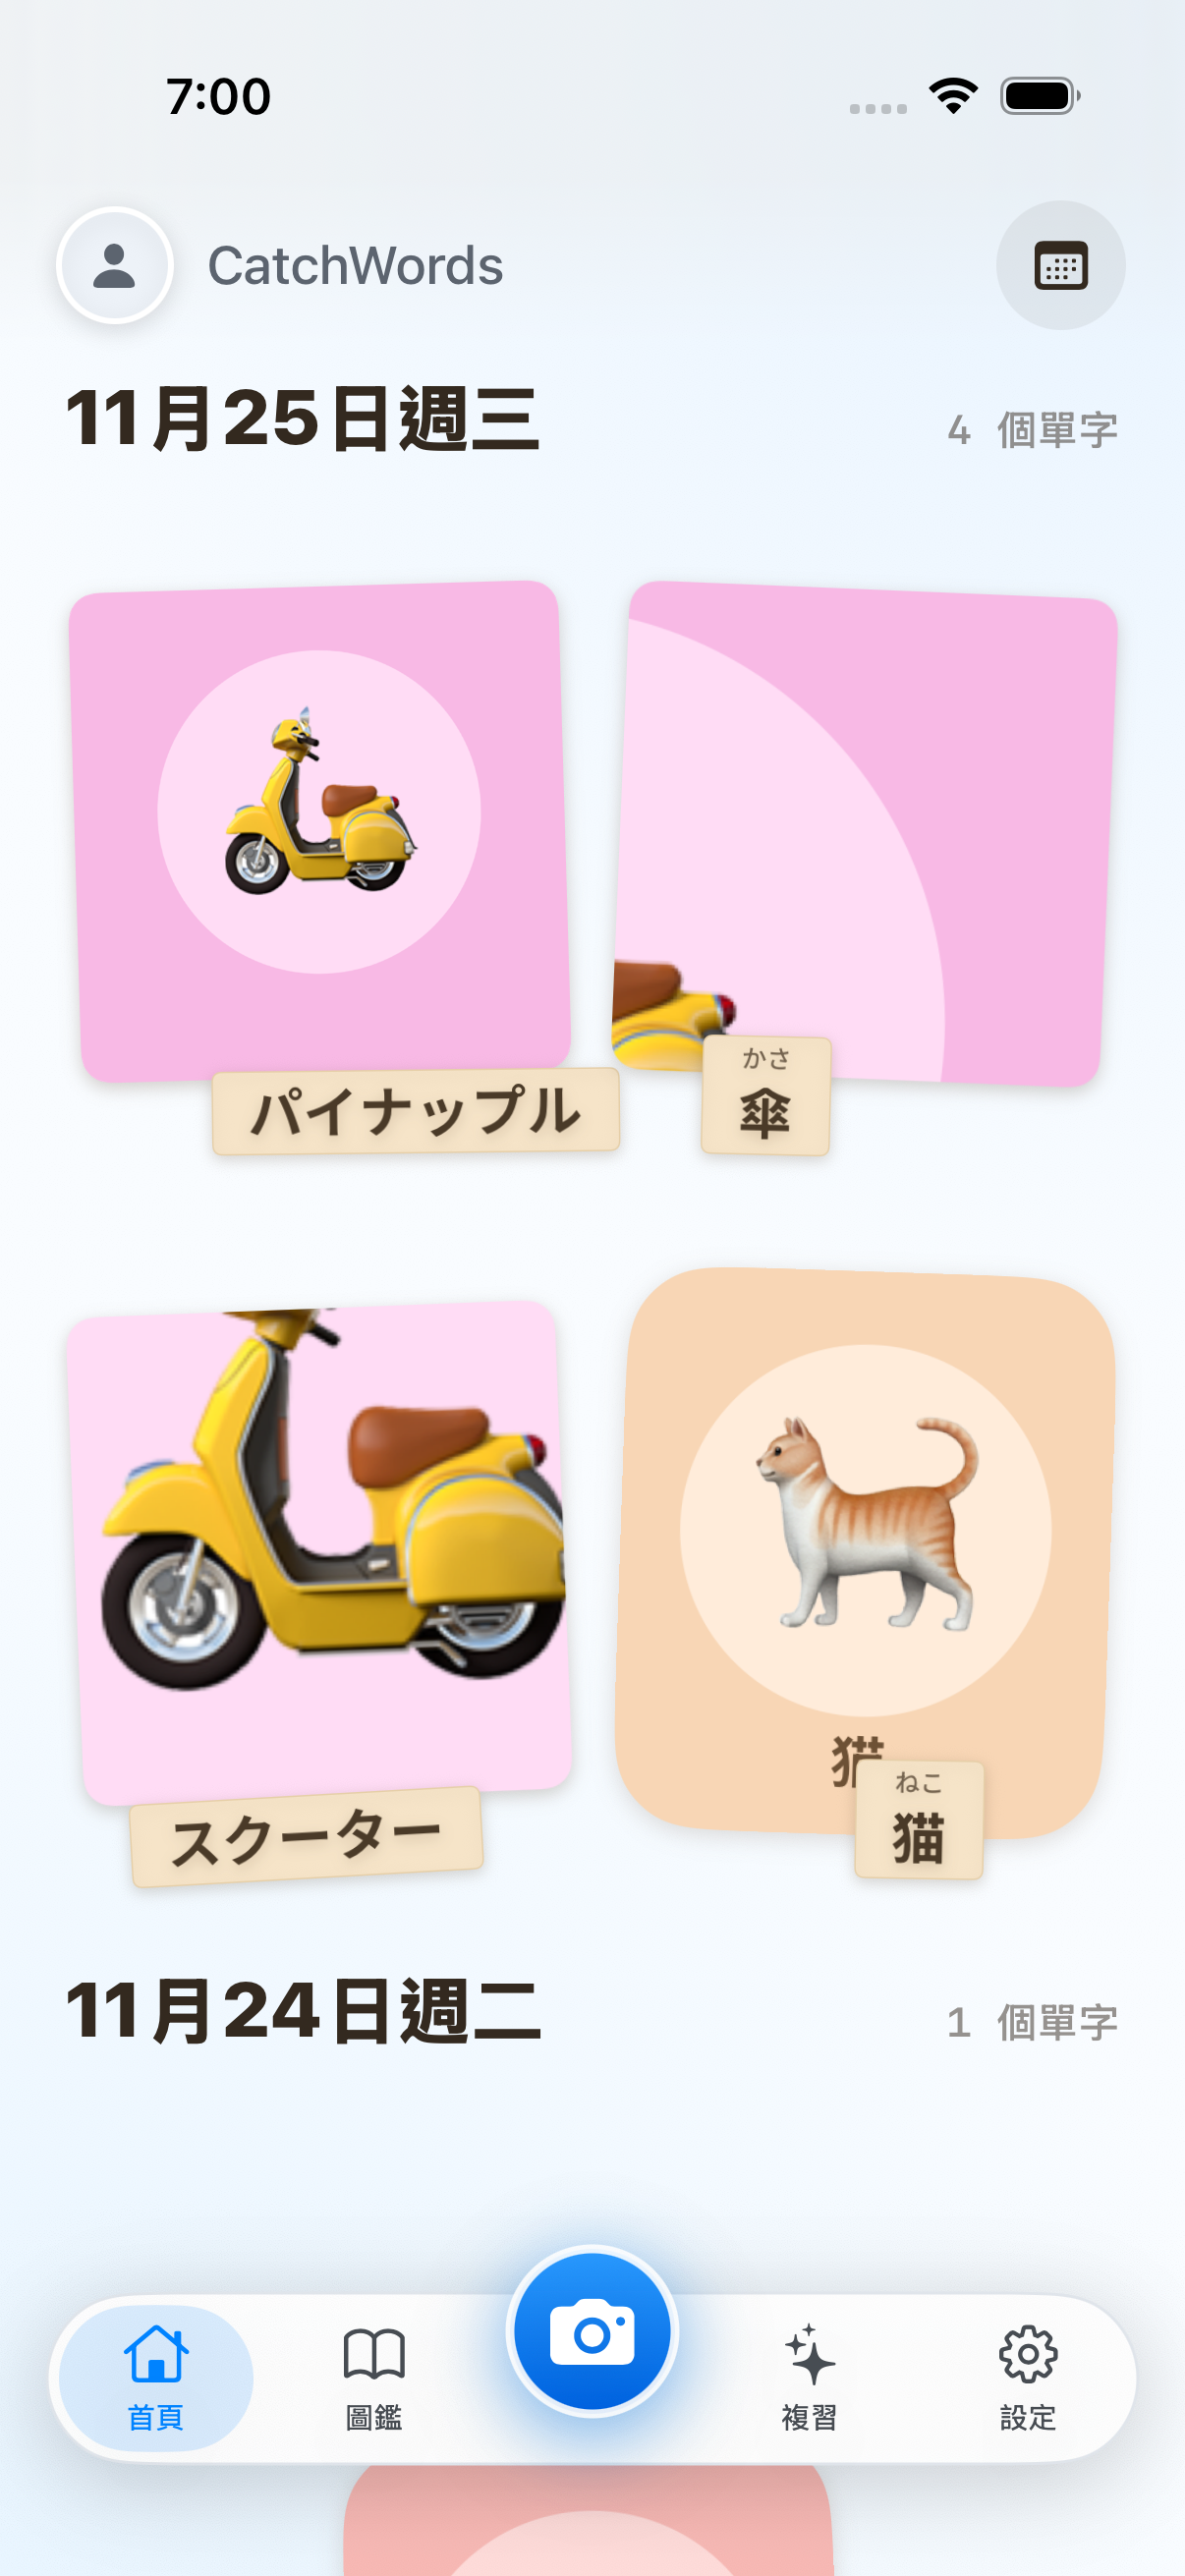 7:00
CatchWords
11月25日週三
4 個單字
パイナップル
かさ
傘
スクーター
猫
ねこ
猫
11月24日週二
1 個單字
首頁
圖鑑
複習
設定